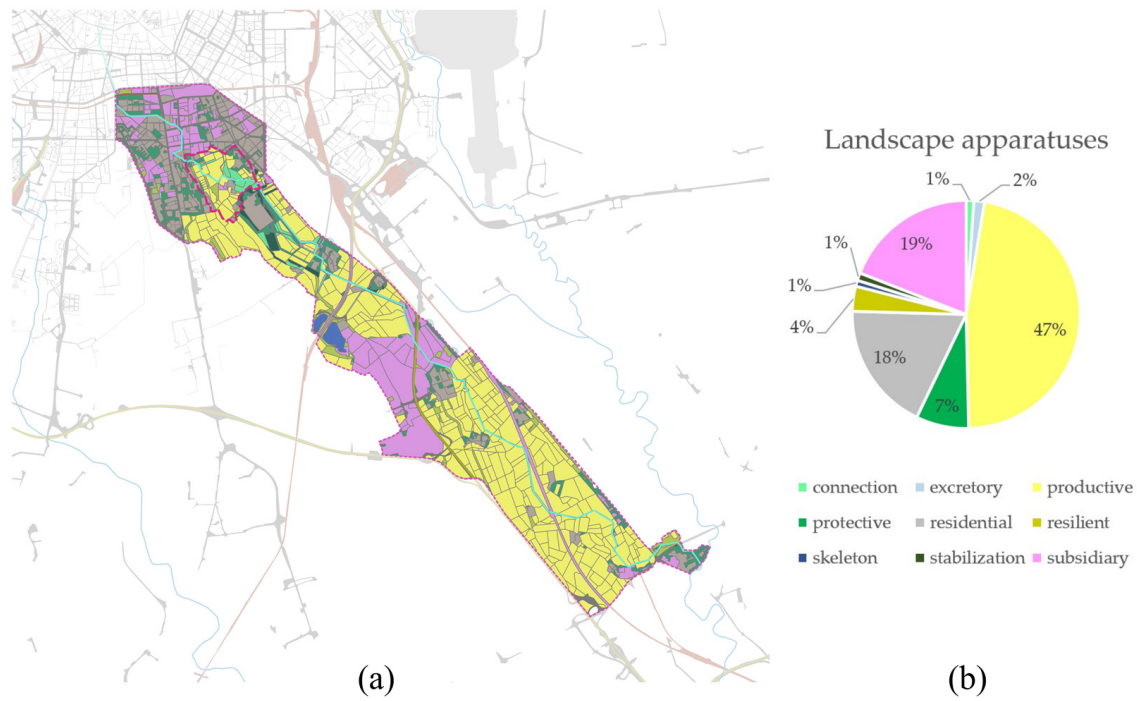 Landscape apparatuses
1% 2%
19%
1%
1%
47%
4%
18%
7%
connection excretory productive
protective residential resilient
skeleton stabilization subsidiary
(a) (b)